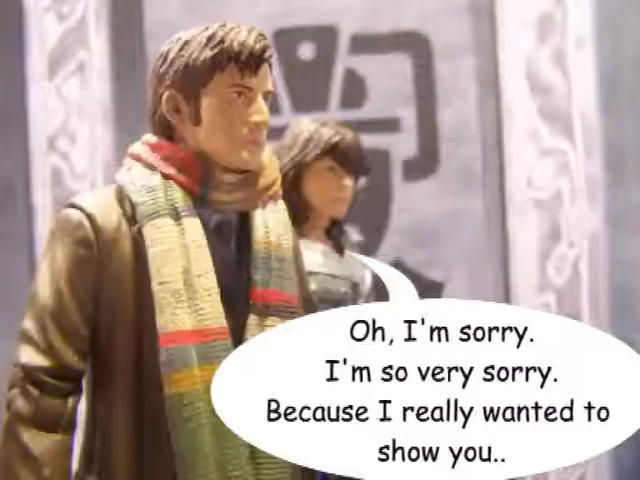 Oh, I'm sorry.
I'm so very sorry.
Because I really wanted to
show you..